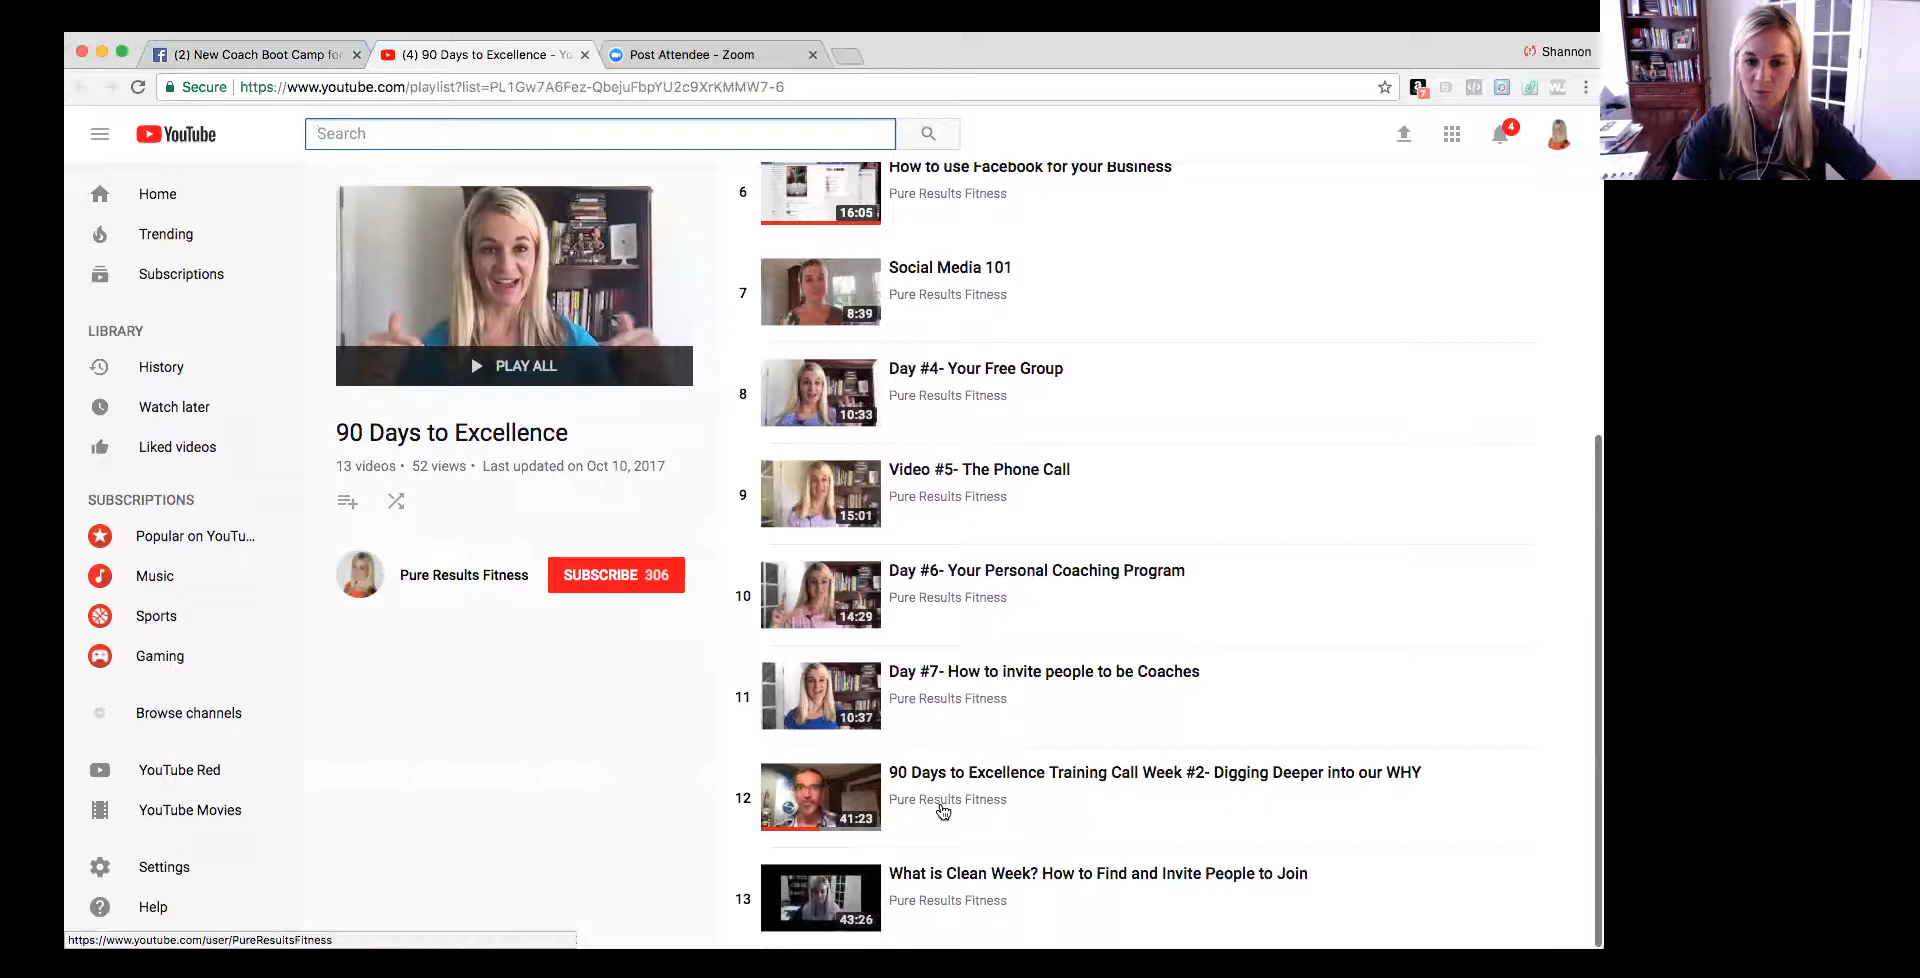 (2) New Coach Boot Camp fo
(4) 90 Days to Excellence - Yo
Post Attendee - Zoom
Shannon
Secure
https://www.youtube.com/playlist?list=PL1Gw7A6Fez-QbejuFbpYU2c9XrKMMW7-6
7
YouTube
Search
4
Home
Trending
Subscriptions
LIBRARY
History
Watch later
Liked videos
SUBSCRIPTIONS
Popular on YouTu...
Music
Sports
Gaming
Browse channels
YouTube Red
YouTube Movies
Settings
Help
https://www.youtube.com/user/PureResultsFitness
PLAY ALL
90 Days to Excellence
13 videos • 52 views • Last updated on Oct 10, 2017
Pure Results Fitness
SUBSCRIBE 306
6
16:05
How to use Facebook for your Business
Pure Results Fitness
7
8:39
Social Media 101
Pure Results Fitness
8
10:33
Day #4- Your Free Group
Pure Results Fitness
9
15:01
Video #5- The Phone Call
Pure Results Fitness
10
14:29
Day #6- Your Personal Coaching Program
Pure Results Fitness
11
10:37
Day #7- How to invite people to be Coaches
Pure Results Fitness
12
41:23
90 Days to Excellence Training Call Week #2- Digging Deeper into our WHY
Pure Results Fitness
13
43:26
What is Clean Week? How to Find and Invite People to Join
Pure Results Fitness